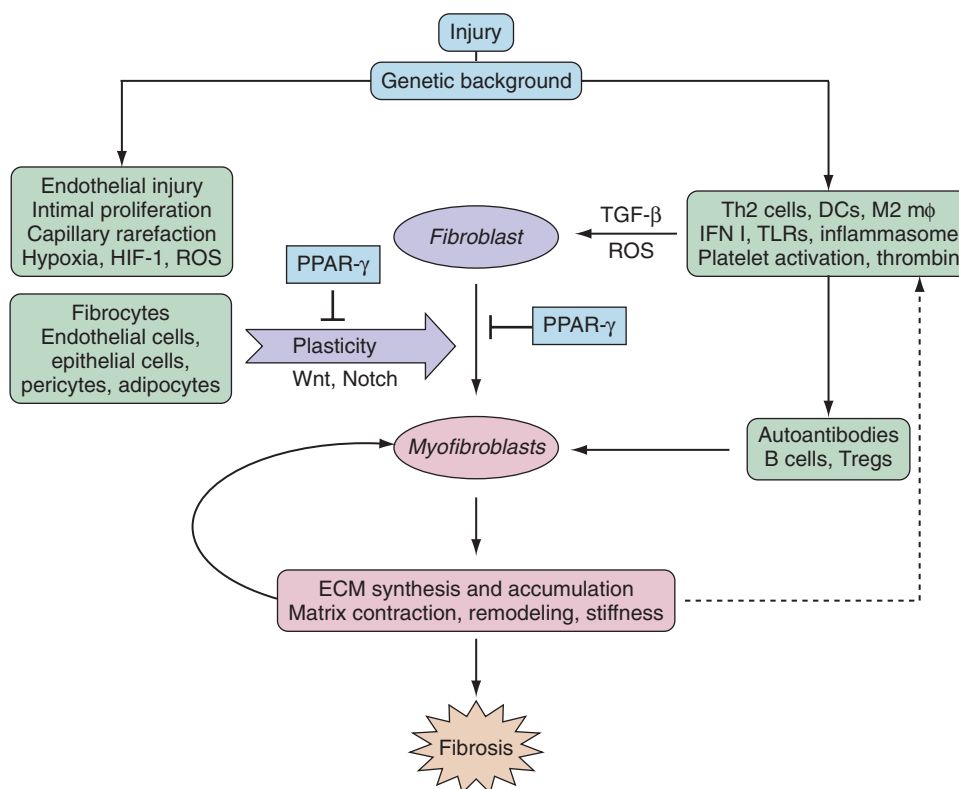 Injury
Genetic background
Endothelial injury
Intimal proliferation
Capillary rarefaction
Hypoxia, HIF-1, ROS
Fibroblast
TGF-β
ROS
Th2 cells, DCs, M2 mϕ
IFN I, TLRs, inflammasome
Platelet activation, thrombin
PPAR-γ
Fibrocytes
Endothelial cells,
epithelial cells,
pericytes, adipocytes
Plasticity
Wnt, Notch
PPAR-γ
Myofibroblasts
Autoantibodies
B cells, Tregs
ECM synthesis and accumulation
Matrix contraction, remodeling, stiffness
Fibrosis